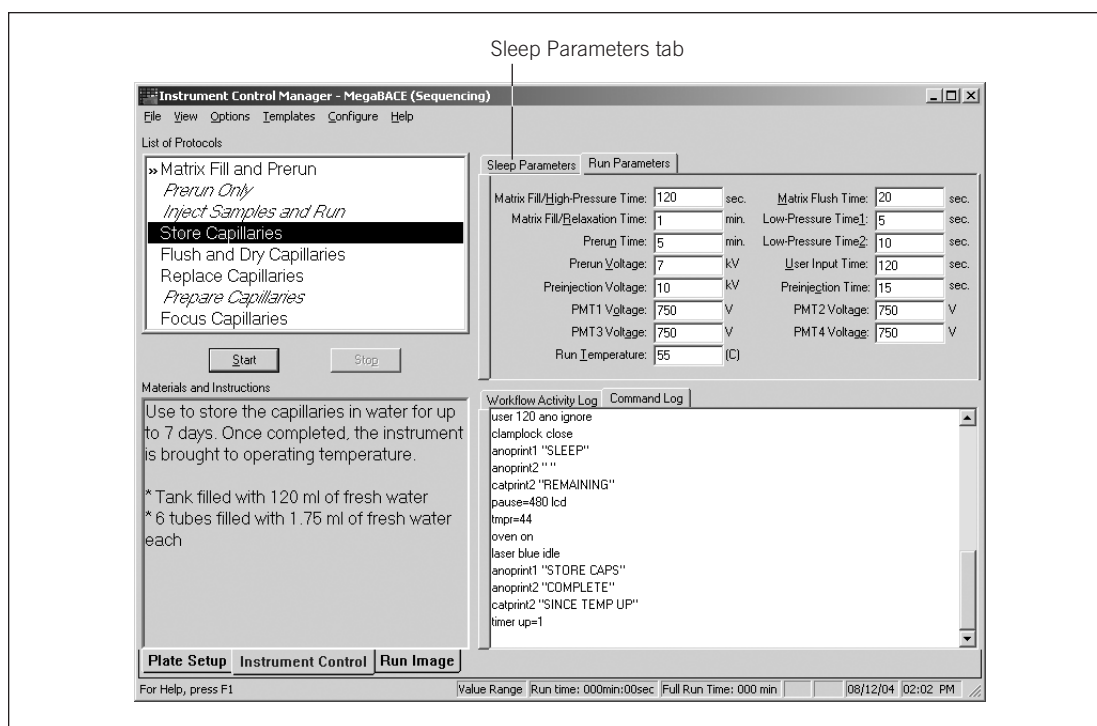 Sleep Parameters tab
Instrument Control Manager - MegaBACE (Sequencing)
File View Options Templates Configure Help
List of Protocols
» Matrix Fill and Prerun
Prerun Only
Inject Samples and Run
Store Capillaries
Flush and Dry Capillaries
Replace Capillaries
Prepare Capillaries
Focus Capillaries
Start Stop
Materials and Instructions
Use to store the capillaries in water for up
to 7 days. Once completed, the instrument
is brought to operating temperature.
* Tank filled with 120 ml of fresh water
* 6 tubes filled with 1.75 ml of fresh water
each
Sleep Parameters Run Parameters
Matrix Fill/High-Pressure Time: 120 sec. Matrix Flush Time: 20 sec.
Matrix Fill/Relaxation Time: 1 min. Low-Pressure Time1: 5 sec.
Prerun Time: 5 min. Low-Pressure Time2: 10 sec.
Prerun Voltage: 7 kV User Input Time: 120 sec.
Preinjection Voltage: 10 kV Preinjection Time: 15 sec.
PMT1 Voltage: 750 V PMT2 Voltage: 750 V
PMT3 Voltage: 750 V PMT4 Voltage: 750 V
Run Temperature: 55 (C)
Workflow Activity Log Command Log
user 120 ano ignore
clamplock close
anoprint1 "SLEEP"
anoprint2 " "
catprint2 "REMAINING"
pause=480 lcd
tmpr=44
oven on
laser blue idle
anoprint1 "STORE CAPS"
anoprint2 "COMPLETE"
catprint2 "SINCE TEMP UP"
timer up=1
Plate Setup Instrument Control Run Image
For Help, press F1 Value Range Run time: 000min:00sec Full Run Time: 000 min 08/12/04 02:02 PM